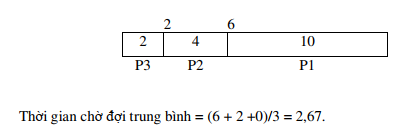 2 6
2 4 10
P3 P2 P1
Thời gian chờ đợi trung bình = (6 + 2 +0)/3 = 2,67.